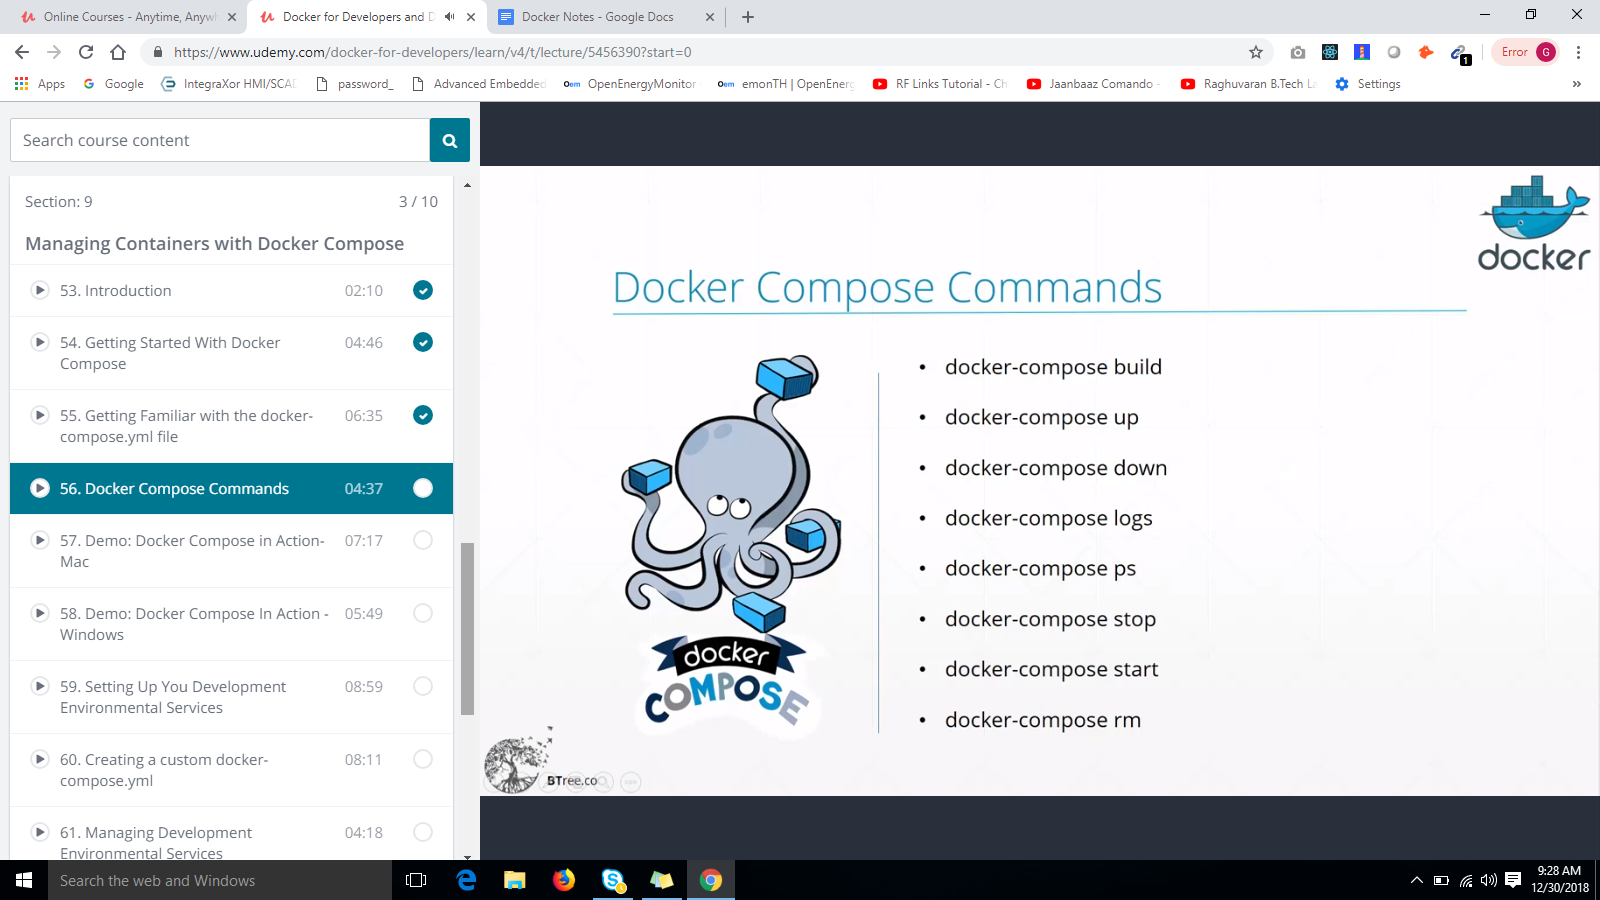 Online Courses - Anytime, Anywh
Docker for Developers and D
Docker Notes - Google Docs
https://www.udemy.com/docker-for-developers/learn/v4/t/lecture/5456390?start=0
1
Error
G
Apps
Google
IntegraXor HMI/SCAD
password_
Advanced Embedded
Oem
OpenEnergyMonitor
Oem
emonTH | OpenEnerg
RF Links Tutorial - Ch
Jaanbaaz Comando -
Raghuvaran B.Tech La
Settings
»
Search course content
Section: 9
3 / 10
Managing Containers with Docker Compose
53. Introduction 02:10
54. Getting Started With Docker 04:46
Compose
55. Getting Familiar with the docker- 06:35
compose.yml file
56. Docker Compose Commands 04:37
57. Demo: Docker Compose in Action- 07:17
Mac
58. Demo: Docker Compose In Action - 05:49
Windows
59. Setting Up You Development 08:59
Environmental Services
60. Creating a custom docker- 08:11
compose.yml
61. Managing Development 04:18
Environmental Services
docker
Docker Compose Commands
• docker-compose build
• docker-compose up
• docker-compose down
• docker-compose logs
• docker-compose ps
• docker-compose stop
• docker-compose start
• docker-compose rm
docker
COMPOSE
BTree.co
Search the web and Windows
9:28 AM
12/30/2018